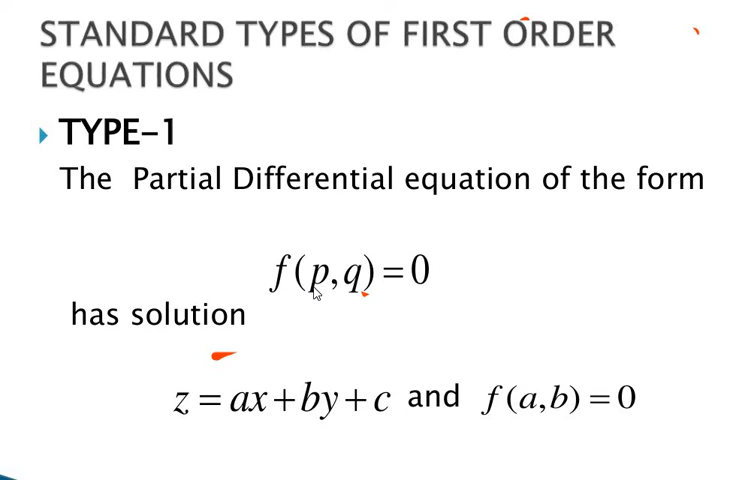 STANDARD TYPES OF FIRST ORDER
EQUATIONS
TYPE-1
The Partial Differential equation of the form
f(p,q)=0
has solution
z=ax+by+c and f(a,b)=0